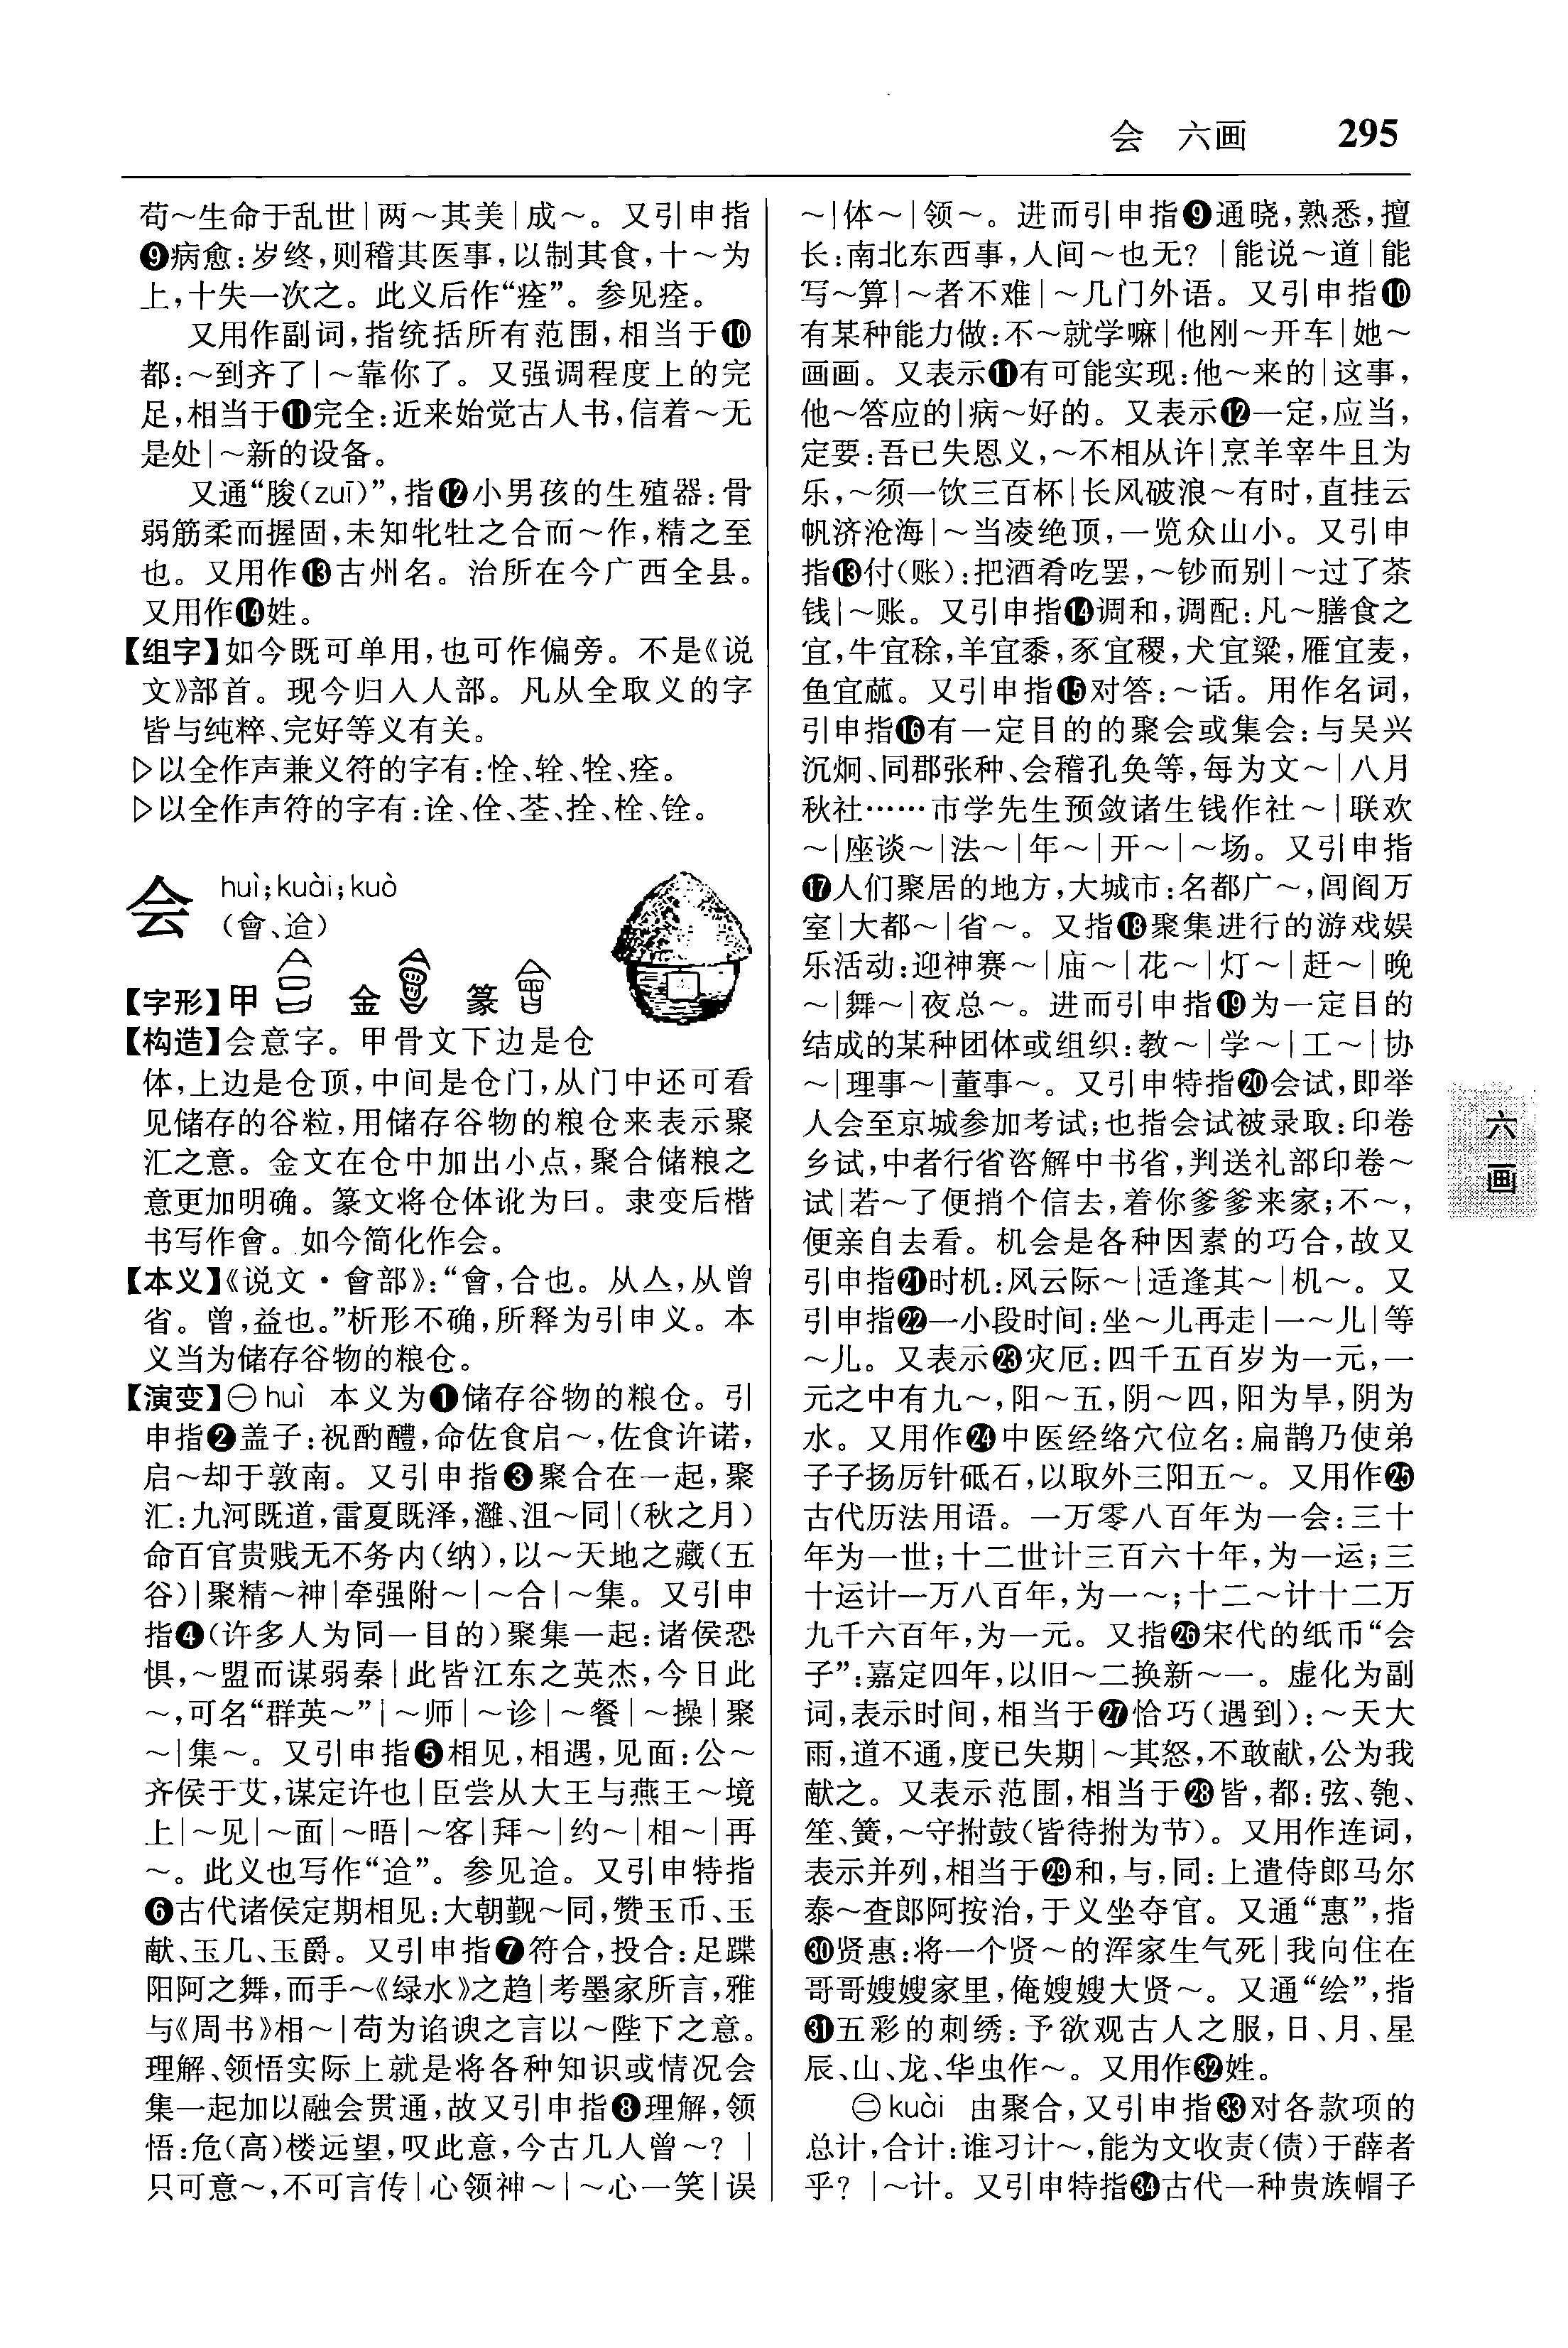 会　六画　295
苟～生命于乱世|两～其美|成～。又引申指
❾病愈:岁终,则稽其医事,以制其食,十～为
上,十失一次之。此义后作“痊”。参见痊。
又用作副词,指统括所有范围,相当于❿
都:～到齐了|～靠你了。又强调程度上的完
足,相当于⓫完全:近来始觉古人书,信着～无
是处|～新的设备。
又通“朘(zuī)”,指⓬小男孩的生殖器:骨
弱筋柔而握固,未知牝牡之合而～作,精之至
也。又用作⓭古州名。治所在今广西全县。
又用作⓮姓。
【组字】如今既可单用,也可作偏旁。不是《说
文》部首。现今归入人部。凡从全取义的字
皆与纯粹、完好等义有关。
▷以全作声兼义符的字有:恮、辁、牷、痊。
▷以全作声符的字有:诠、佺、荃、拴、栓、铨。
会 huì;kuài;kuò
(會、迨)
【字形】甲 金 篆
【构造】会意字。甲骨文下边是仓
体,上边是仓顶,中间是仓门,从门中还可看
见储存的谷粒,用储存谷物的粮仓来表示聚
汇之意。金文在仓中加出小点,聚合储粮之
意更加明确。篆文将仓体讹为曰。隶变后楷
书写作會。如今简化作会。
【本义】《说文·會部》:“會,合也。从亼,从曾
省。曾,益也。”析形不确,所释为引申义。本
义当为储存谷物的粮仓。
【演变】㊀huì 本义为❶储存谷物的粮仓。引
申指❷盖子:祝酌醴,命佐食启～,佐食许诺,
启～却于敦南。又引申指❸聚合在一起,聚
汇:九河既道,雷夏既泽,灉、沮～同|(秋之月)
命百官贵贱无不务内(纳),以～天地之藏(五
谷)|聚精～神|牵强附～|～合|～集。又引申
指❹(许多人为同一目的)聚集一起:诸侯恐
惧,～盟而谋弱秦|此皆江东之英杰,今日此
～,可名“群英～”|～师|～诊|～餐|～操|聚
～|集～。又引申指❺相见,相遇,见面:公～
齐侯于艾,谋定许也|臣尝从大王与燕王～境
上|～见|～面|～晤|～客|拜～|约～|相～|再
～。此义也写作“迨”。参见迨。又引申特指
❻古代诸侯定期相见:大朝觐～同,赞玉币、玉
献、玉几、玉爵。又引申指❼符合,投合:足蹀
阳阿之舞,而手～《绿水》之趋|考墨家所言,雅
与《周书》相～|苟为谄谀之言以～陛下之意。
理解、领悟实际上就是将各种知识或情况会
集一起加以融会贯通,故又引申指❽理解,领
悟:危(高)楼远望,叹此意,今古几人曾～?|
只可意～,不可言传|心领神～|～心一笑|误
～|体～|领～。进而引申指❾通晓,熟悉,擅
长:南北东西事,人间～也无?|能说～道|能
写～算|～者不难|～几门外语。又引申指❿
有某种能力做:不～就学嘛|他刚～开车|她～
画画。又表示⓫有可能实现:他～来的|这事,
他～答应的|病～好的。又表示⓬一定,应当,
定要:吾已失恩义,～不相从许|烹羊宰牛且为
乐,～须一饮三百杯|长风破浪～有时,直挂云
帆济沧海|～当凌绝顶,一览众山小。又引申
指⓭付(账):把酒肴吃罢,～钞而别|～过了茶
钱|～账。又引申指⓮调和,调配:凡～膳食之
宜,牛宜稌,羊宜黍,豕宜稷,犬宜粱,雁宜麦,
鱼宜苽。又引申指⓯对答:～话。用作名词,
引申指⓰有一定目的的聚会或集会:与吴兴
沉炯、同郡张种、会稽孔奂等,每为文～|八月
秋社……市学先生预敛诸生钱作社～|联欢
～|座谈～|法～|年～|开～|～场。又引申指
⓱人们聚居的地方,大城市:名都广～,闾阎万
室|大都～|省～。又指⓲聚集进行的游戏娱
乐活动:迎神赛～|庙～|花～|灯～|赶～|晚
～|舞～|夜总～。进而引申指⓳为一定目的
结成的某种团体或组织:教～|学～|工～|协
～|理事～|董事～。又引申特指⓴会试,即举
人会至京城参加考试;也指会试被录取:印卷
乡试,中者行省咨解中书省,判送礼部印卷～
试|若～了便捎个信去,着你爹爹来家;不～,
便亲自去看。机会是各种因素的巧合,故又
引申指㉑时机:风云际～|适逢其～|机～。又
引申指㉒一小段时间:坐～儿再走|一～儿|等
～儿。又表示㉓灾厄:四千五百岁为一元,一
元之中有九～,阳～五,阴～四,阳为旱,阴为
水。又用作㉔中医经络穴位名:扁鹊乃使弟
子子扬厉针砥石,以取外三阳五～。又用作㉕
古代历法用语。一万零八百年为一会:三十
年为一世;十二世计三百六十年,为一运;三
十运计一万八百年,为一～;十二～计十二万
九千六百年,为一元。又指㉖宋代的纸币“会
子”:嘉定四年,以旧～二换新～一。虚化为副
词,表示时间,相当于㉗恰巧(遇到):～天大
雨,道不通,度已失期|～其怒,不敢献,公为我
献之。又表示范围,相当于㉘皆,都:弦、匏、
笙、簧,～守拊鼓(皆待拊为节)。又用作连词,
表示并列,相当于㉙和,与,同:上遣侍郎马尔
泰～查郎阿按治,于义坐夺官。又通“惠”,指
㉚贤惠:将一个贤～的浑家生气死|我向住在
哥哥嫂嫂家里,俺嫂嫂大贤～。又通“绘”,指
㉛五彩的刺绣:予欲观古人之服,日、月、星
辰、山、龙、华虫作～。又用作㉜姓。
㊁kuài 由聚合,又引申指㉝对各款项的
总计,合计:谁习计～,能为文收责(债)于薛者
乎?|～计。又引申特指㉞古代一种贵族帽子
六
画